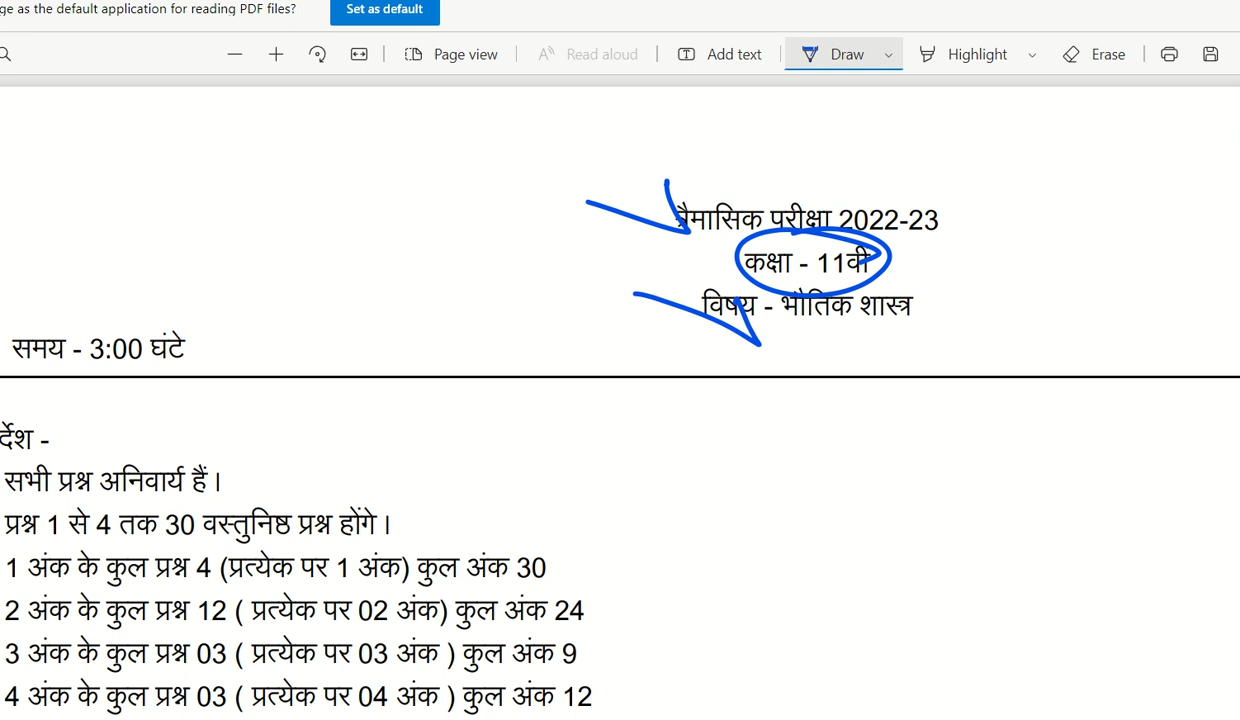 ge as the default application for reading PDF files? Set as default
Page view Read aloud Add text Draw Highlight Erase
त्रैमासिक परीक्षा 2022-23
कक्षा - 11वी
विषय - भौतिक शास्त्र
समय - 3:00 घंटे
र्देश -
सभी प्रश्न अनिवार्य हैं ।
प्रश्न 1 से 4 तक 30 वस्तुनिष्ठ प्रश्न होंगे ।
1 अंक के कुल प्रश्न 4 (प्रत्येक पर 1 अंक) कुल अंक 30
2 अंक के कुल प्रश्न 12 ( प्रत्येक पर 02 अंक) कुल अंक 24
3 अंक के कुल प्रश्न 03 ( प्रत्येक पर 03 अंक ) कुल अंक 9
4 अंक के कुल प्रश्न 03 ( प्रत्येक पर 04 अंक ) कुल अंक 12